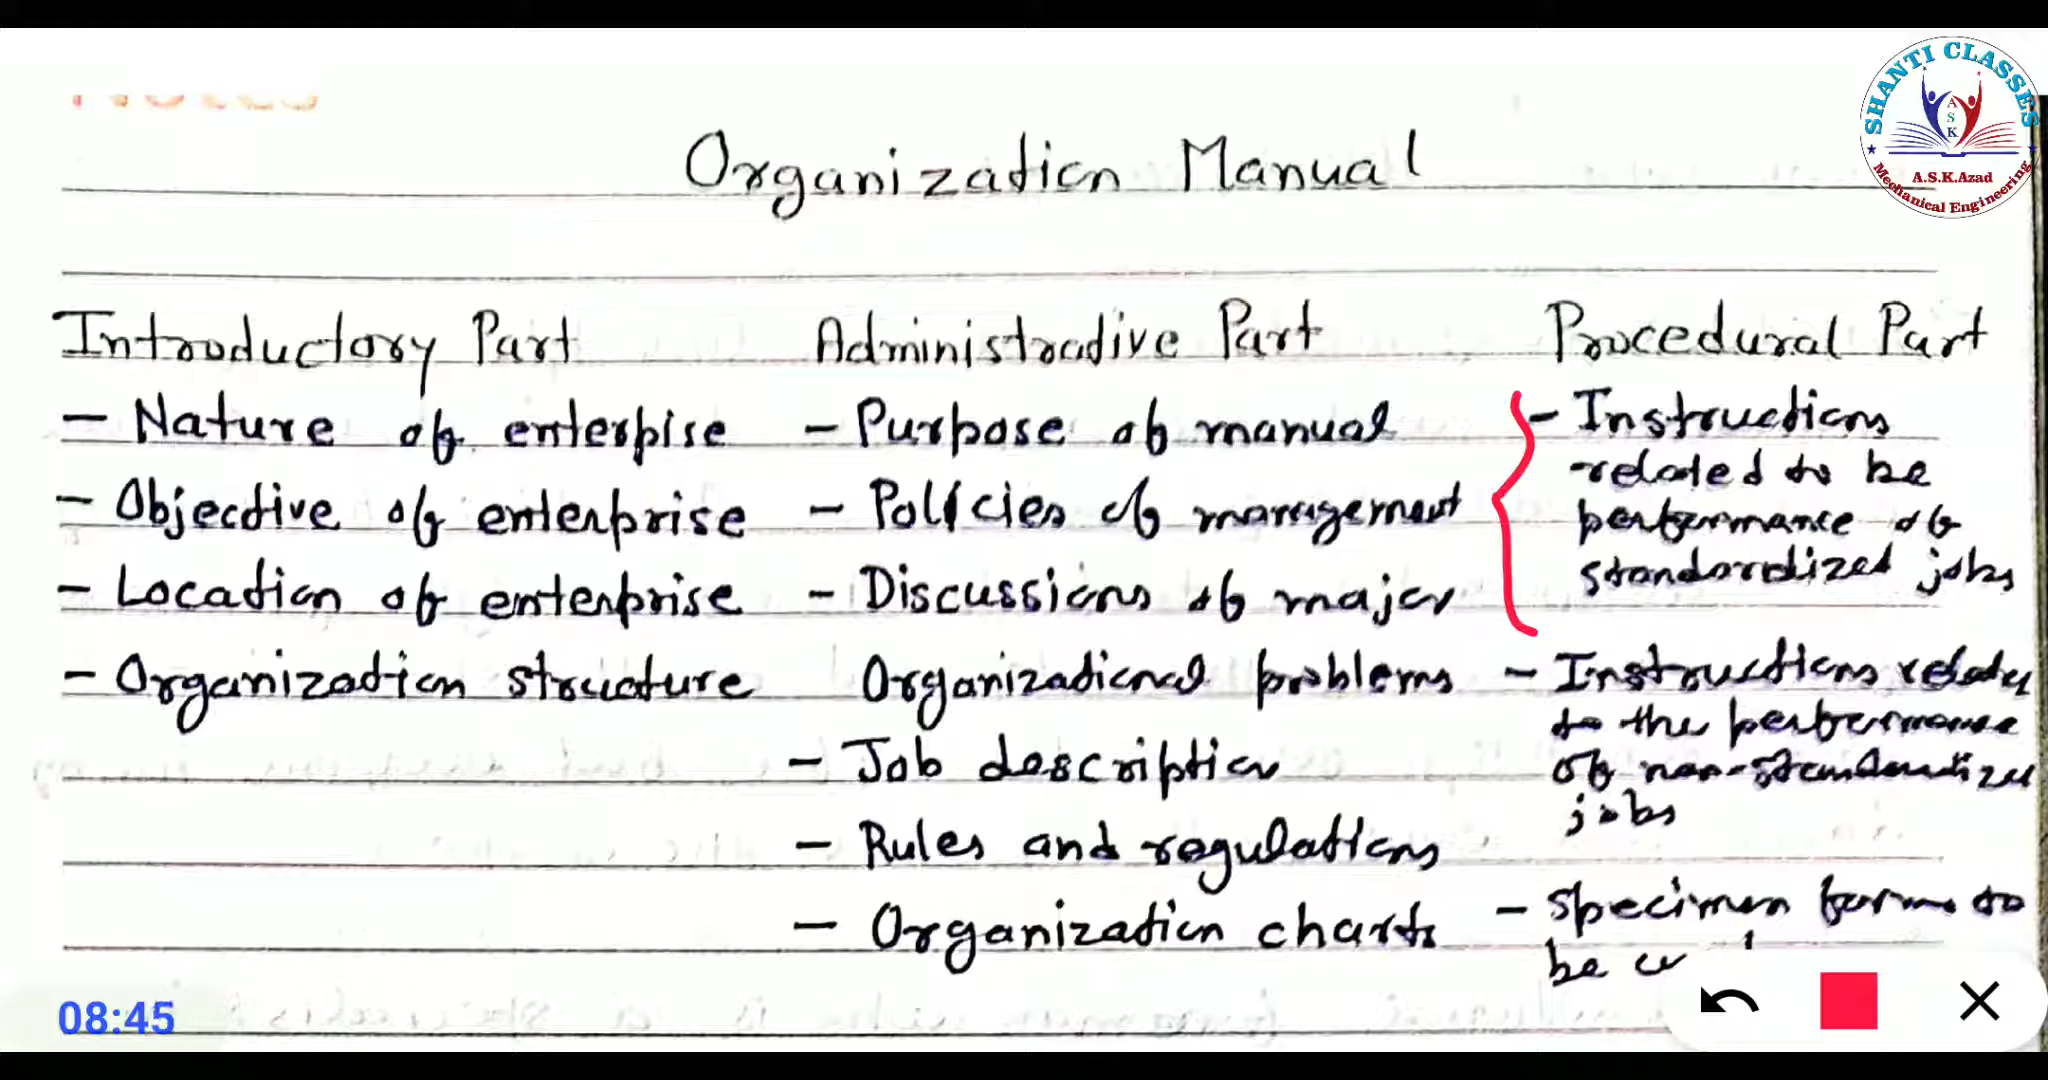 SHANTI CLASSES
A S K
A.S.K.Azad
Mechanical Engineering
Organization Manual
Introductory Part
- Nature of enterpise
- Objective of enterprise
- Location of enterprise
- Organization structure
Administrative Part
- Purpose of manual
- Policies of management
- Discussions of major
Organizational problems
- Job description
- Rules and regulations
- Organization charts
Procedural Part
- Instructions
related to be
performance of
standardized jobs
- Instructions related
to the performance
of non-standardized
jobs
- Specimen forms to
be
08:45